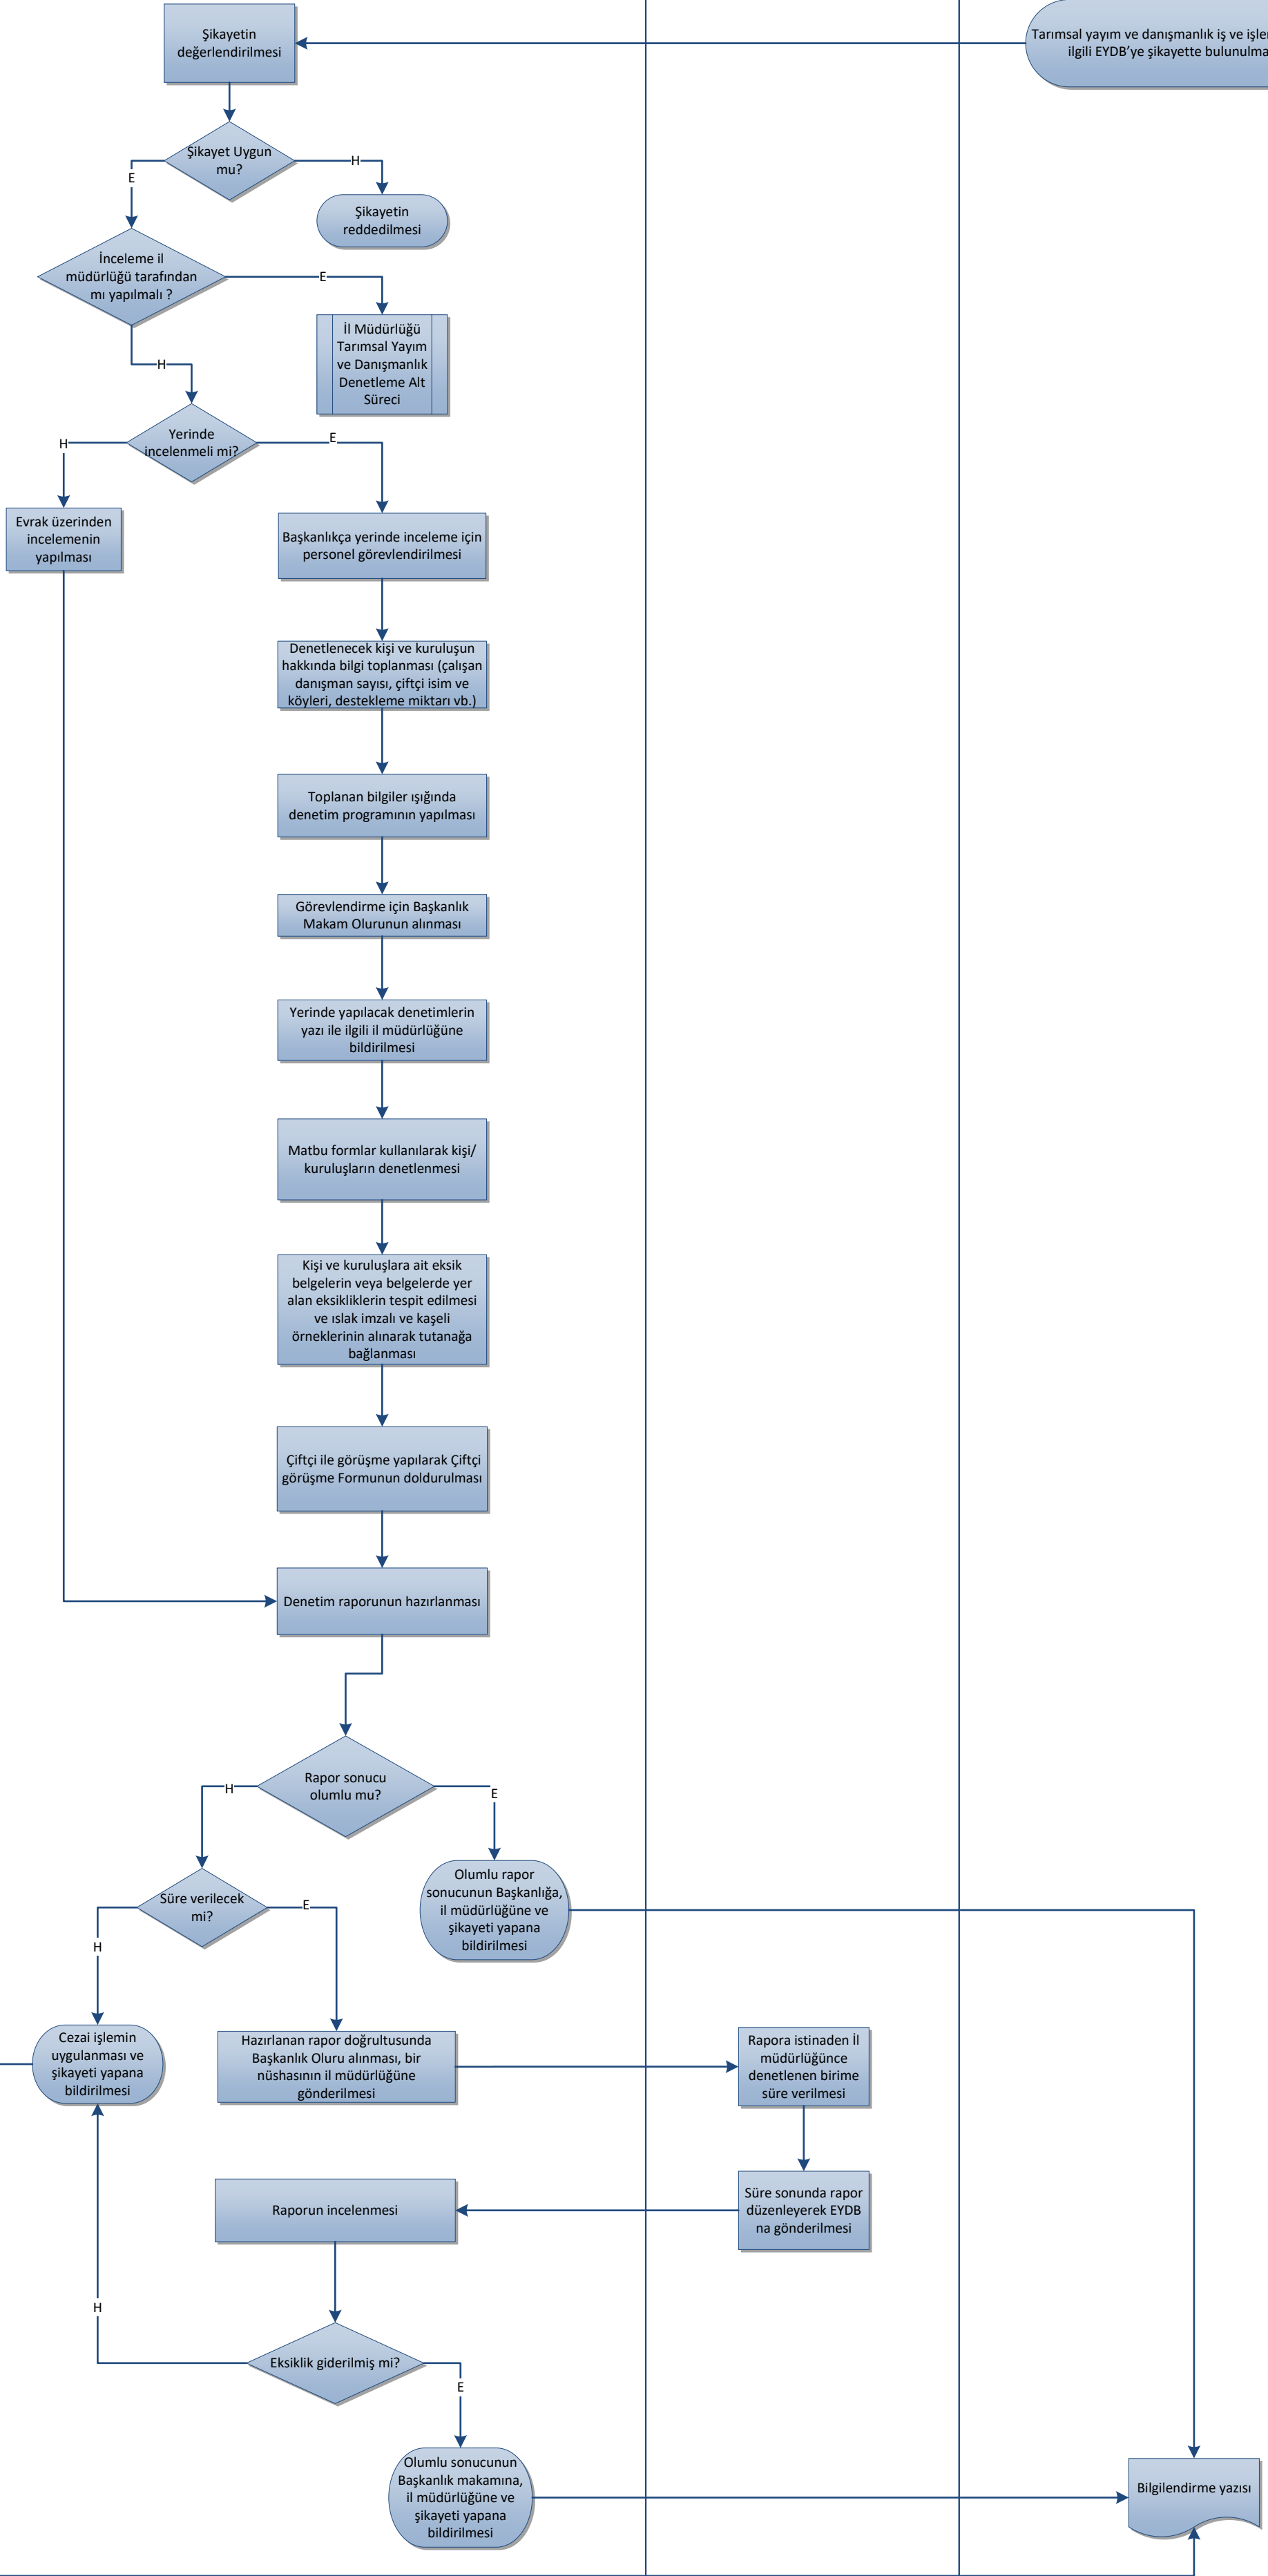 Şikayetin
değerlendirilmesi
Tarımsal yayım ve danışmanlık iş ve
ilgili EYDB'ye şikayette
Şikayet Uygun
mu?
H
E
Şikayetin
reddedilmesi
İnceleme il
müdürlüğü tarafından
mı yapılmalı ?
E
İl Müdürlüğü
Tarımsal Yayım
ve Danışmanlık
Denetleme Alt
Süreci
H
Yerinde
incelenmeli mi?
H
E
Evrak üzerinden
incelemenin
yapılması
Başkanlıkça yerinde inceleme için
personel görevlendirilmesi
Denetlenecek kişi ve kuruluşun
hakkında bilgi toplanması (çalışan
danışman sayısı, çiftçi isim ve
köyleri, destekleme miktarı vb.)
Toplanan bilgiler ışığında
denetim programının yapılması
Görevlendirme için Başkanlık
Makam Olurunun alınması
Yerinde yapılacak denetimlerin
yazı ile ilgili il müdürlüğüne
bildirilmesi
Matbu formlar kullanılarak kişi/
kuruluşların denetlenmesi
Kişi ve kuruluşlara ait eksik
belgelerin veya belgelerde yer
alan eksikliklerin tespit edilmesi
ve ıslak imzalı ve kaşeli
örneklerinin alınarak tutanağa
bağlanması
Çiftçi ile görüşme yapılarak Çiftçi
görüşme Formunun doldurulması
Denetim raporunun hazırlanması
Rapor sonucu
olumlu mu?
H
E
Olumlu rapor
sonucunun Başkanlığa,
il müdürlüğüne ve
şikayeti yapana
bildirilmesi
Süre verilecek
mi?
E
H
Cezai işlemin
uygulanması ve
şikayeti yapana
bildirilmesi
Hazırlanan rapor doğrultusunda
Başkanlık Oluru alınması, bir
nüshasının il müdürlüğüne
gönderilmesi
Rapora istinaden İl
müdürlüğünce
denetlenen birime
süre verilmesi
Süre sonunda rapor
düzenleyerek EYDB
na gönderilmesi
Raporun incelenmesi
H
Eksiklik giderilmiş mi?
E
Olumlu sonucunun
Başkanlık makamına,
il müdürlüğüne ve
şikayeti yapana
bildirilmesi
Bilgilendirme yazısı